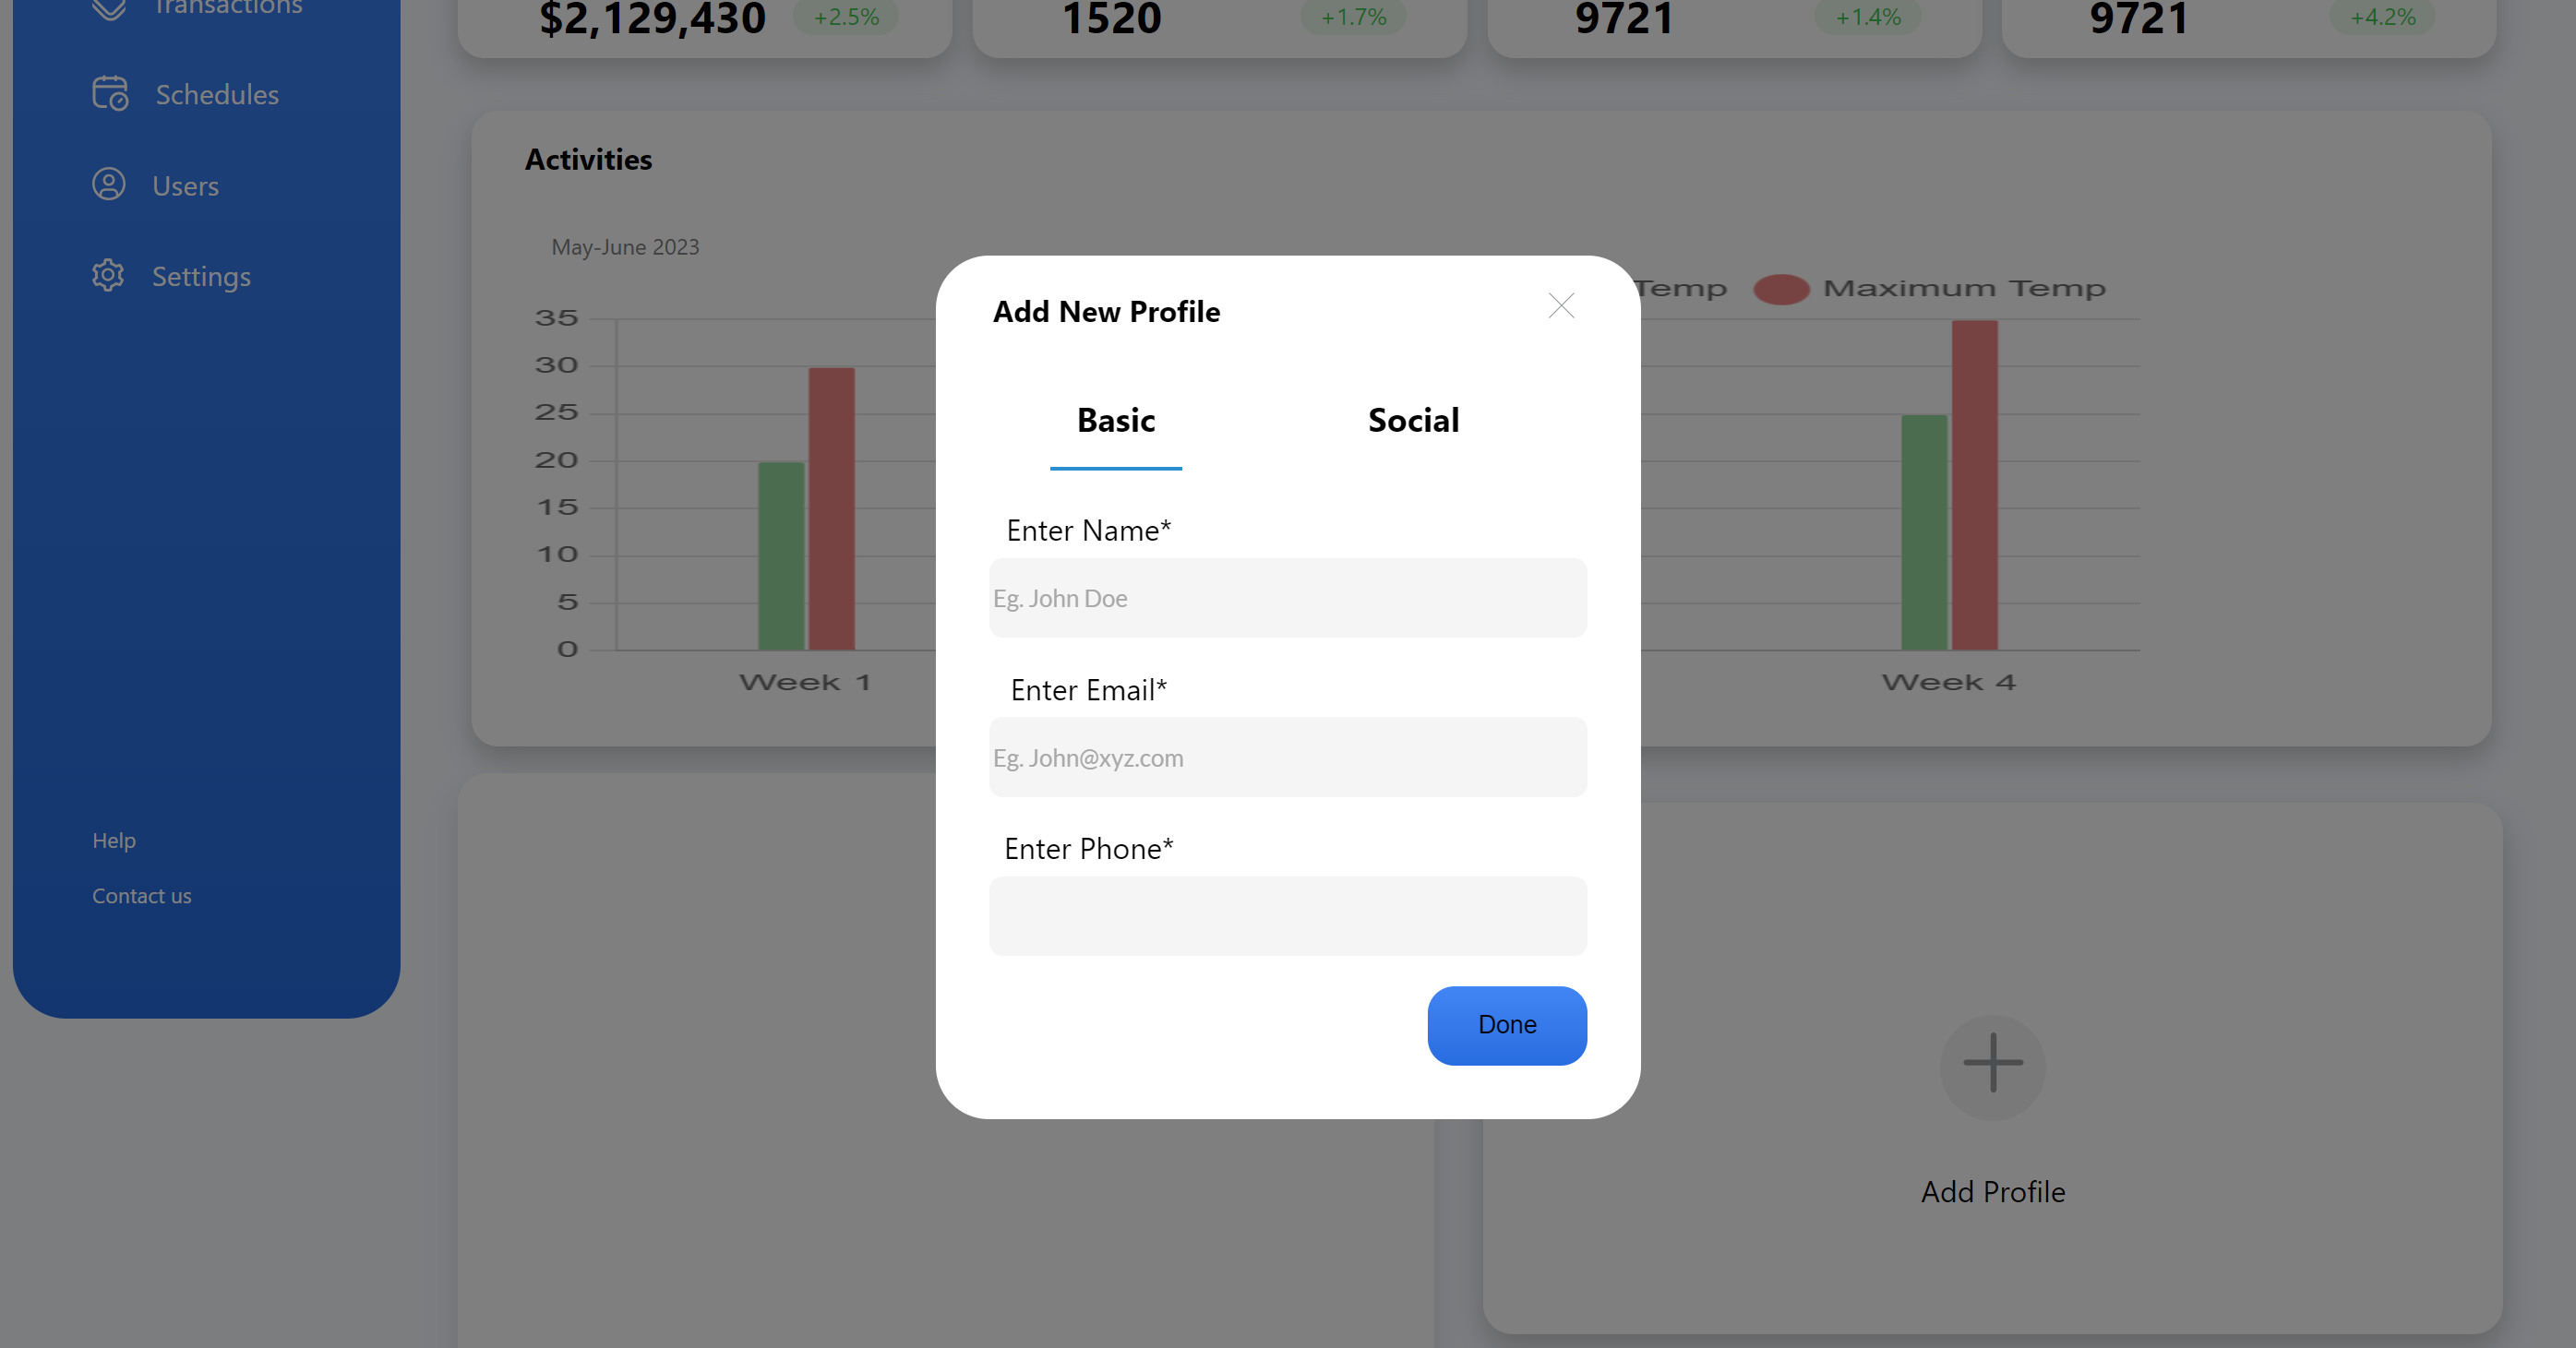 Transactions
Schedules
Users
Settings
Help
Contact us
$2,129,430 +2.5%
1520 +1.7%
9721 +1.4%
9721 +4.2%
Activities
May-June 2023
Temp Maximum Temp
35
30
25
20
15
10
5
0
Week 1
Week 4
Add New Profile
Basic Social
Enter Name*
Eg. John Doe
Enter Email*
Eg. John@xyz.com
Enter Phone*
Done
Add Profile